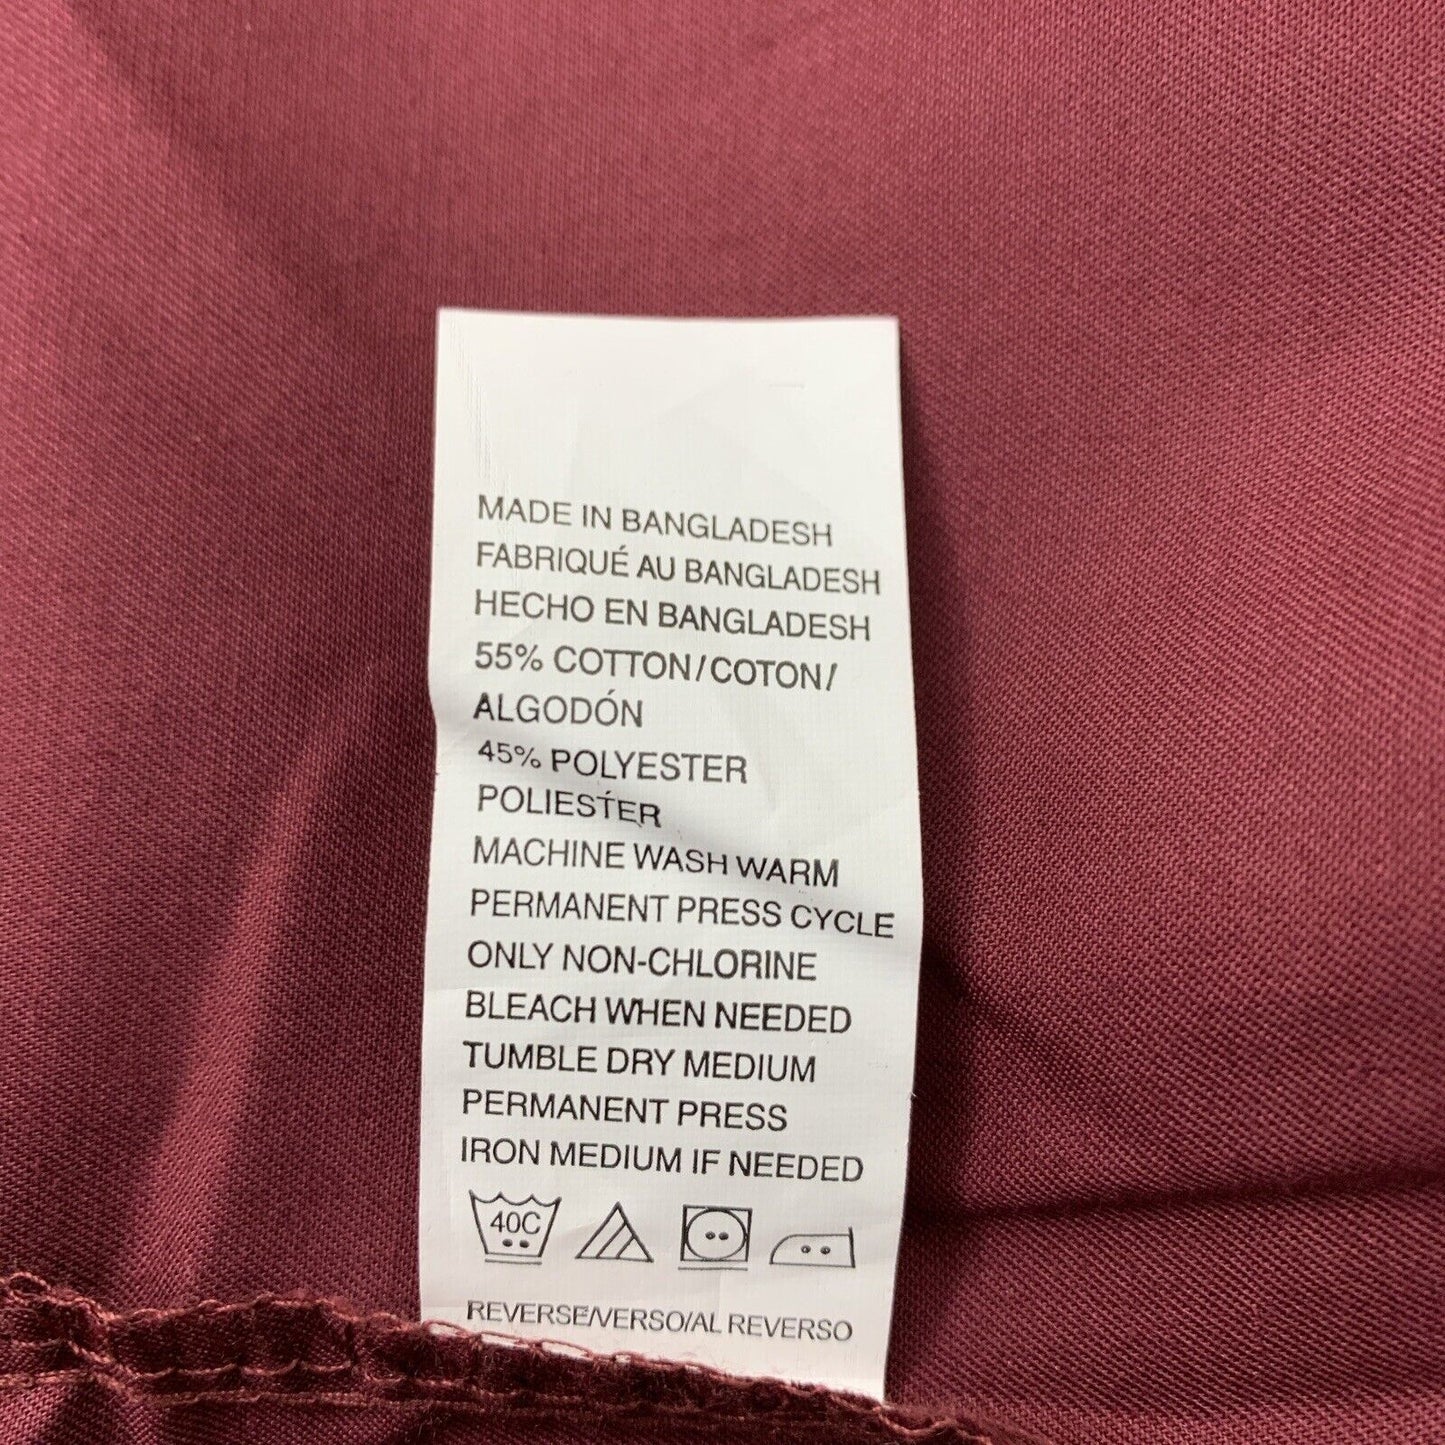 MADE IN BANGLADESH
FABRIQUÉ AU BANGLADESH
HECHO EN BANGLADESH
55% COTTON/COTON/
ALGODÓN
45% POLYESTER
POLIESTER
MACHINE WASH WARM
PERMANENT PRESS CYCLE
ONLY NON-CHLORINE
BLEACH WHEN NEEDED
TUMBLE DRY MEDIUM
PERMANENT PRESS
IRON MEDIUM IF NEEDED
40C
REVERSE/VERSO/AL REVERSO